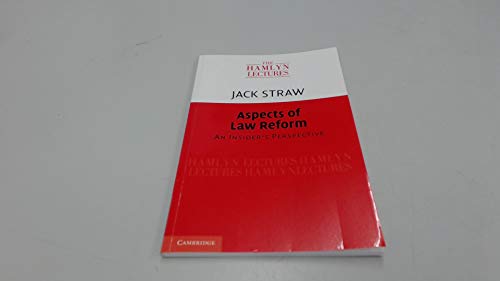 THE
HAMLYN
LECTURES
JACK STRAW
Aspects of
Law Reform
AN INSIDER'S PERSPECTIVE
HAMLYN LECTURES HAMLYN
LECTURES HAMLYN LECTURES
CAMBRIDGE